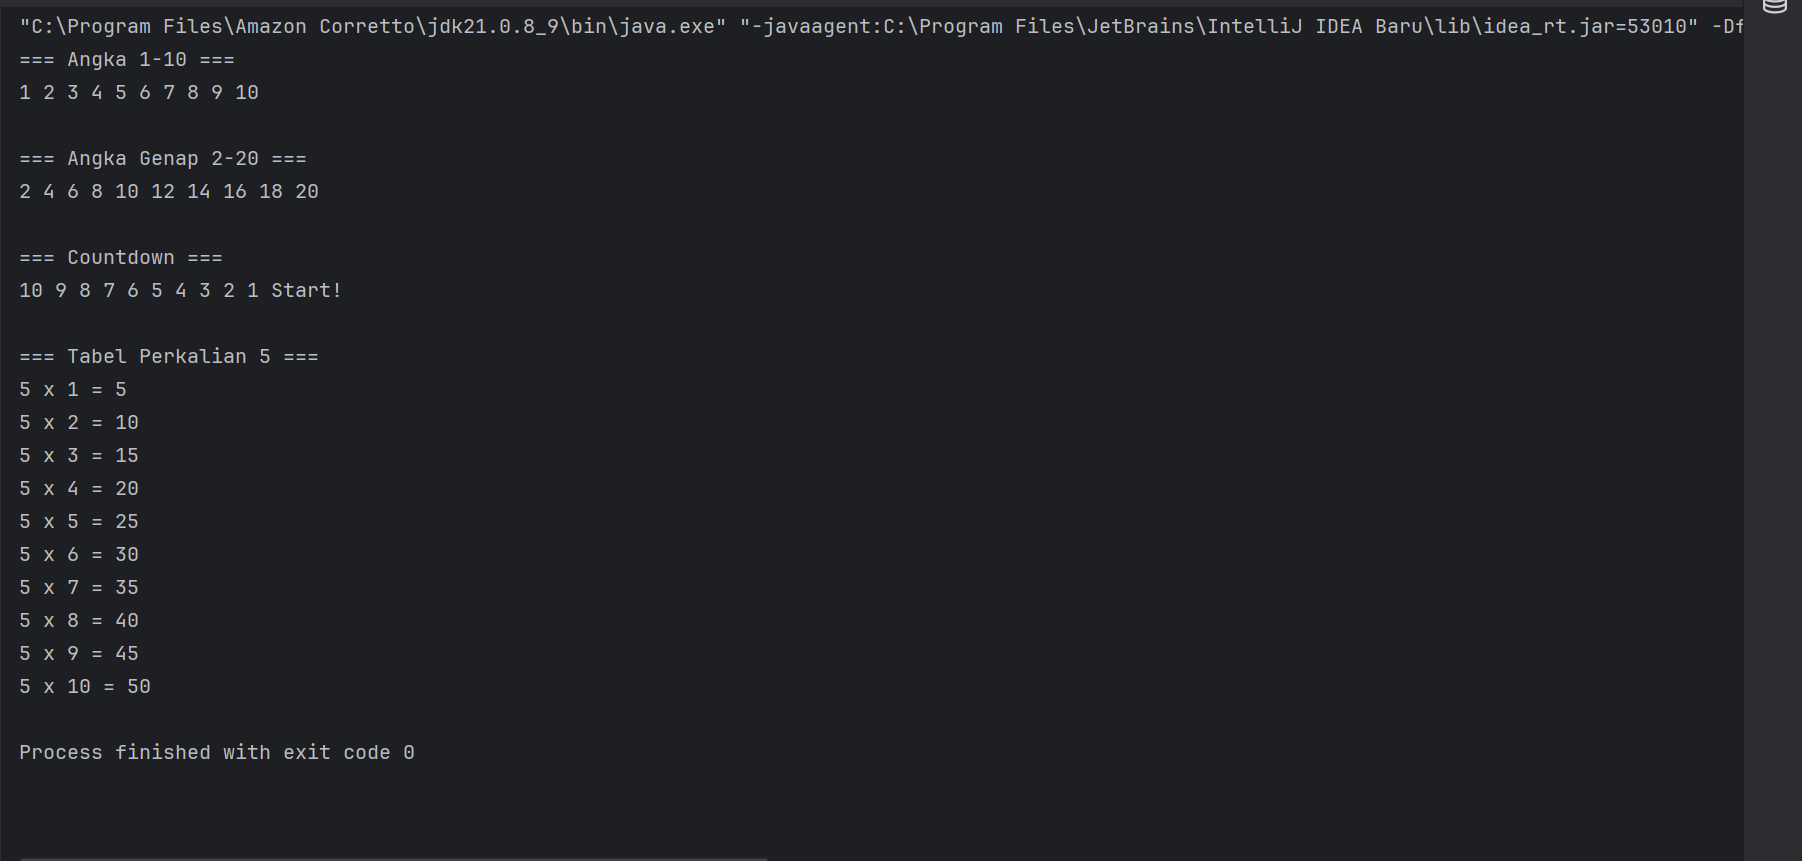 "C:\Program Files\Amazon Corretto\jdk21.0.8_9\bin\java.exe" "-javaagent:C:\Program Files\JetBrains\IntelliJ IDEA Baru\lib\idea_rt.jar=53010" -Df
=== Angka 1-10 ===
1 2 3 4 5 6 7 8 9 10
=== Angka Genap 2-20 ===
2 4 6 8 10 12 14 16 18 20
=== Countdown ===
10 9 8 7 6 5 4 3 2 1 Start!
=== Tabel Perkalian 5 ===
5 x 1 = 5
5 x 2 = 10
5 x 3 = 15
5 x 4 = 20
5 x 5 = 25
5 x 6 = 30
5 x 7 = 35
5 x 8 = 40
5 x 9 = 45
5 x 10 = 50
Process finished with exit code 0